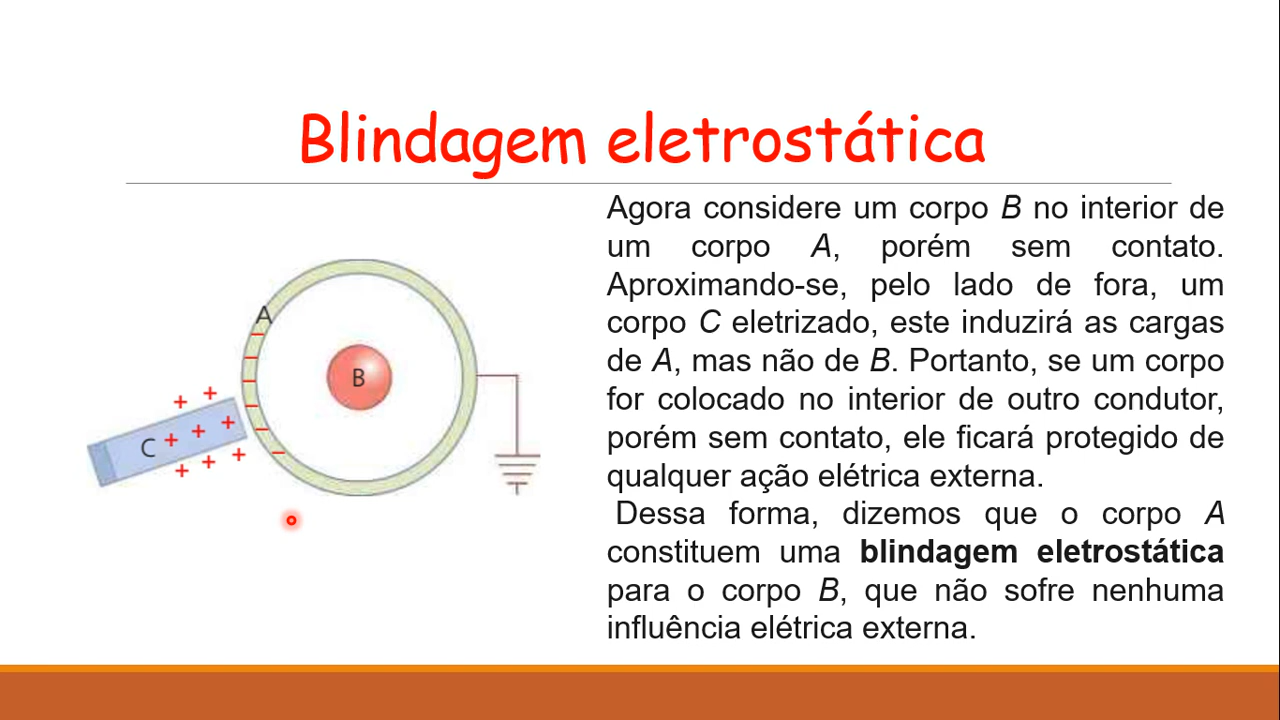 Blindagem eletrostática
Agora considere um corpo B no interior de
um corpo A, porém sem contato.
Aproximando-se, pelo lado de fora, um
corpo C eletrizado, este induzirá as cargas
de A, mas não de B. Portanto, se um corpo
for colocado no interior de outro condutor,
porém sem contato, ele ficará protegido de
qualquer ação elétrica externa.
Dessa forma, dizemos que o corpo A
constituem uma blindagem eletrostática
para o corpo B, que não sofre nenhuma
influência elétrica externa.
A
B
C